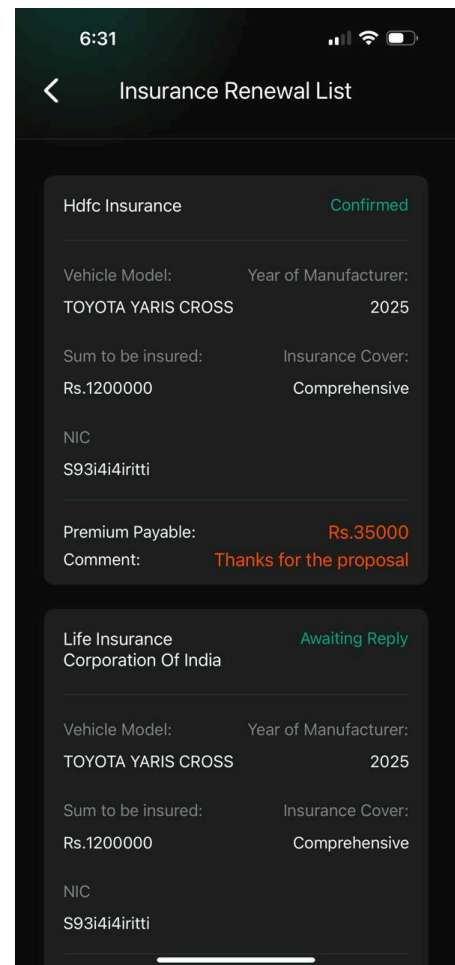 6:31
Insurance Renewal List
Hdfc Insurance Confirmed
Vehicle Model: Year of Manufacturer:
TOYOTA YARIS CROSS 2025
Sum to be insured: Insurance Cover:
Rs.1200000 Comprehensive
NIC
S93i4i4iritti
Premium Payable: Rs.35000
Comment: Thanks for the proposal
Life Insurance Awaiting Reply
Corporation Of India
Vehicle Model: Year of Manufacturer:
TOYOTA YARIS CROSS 2025
Sum to be insured: Insurance Cover:
Rs.1200000 Comprehensive
NIC
S93i4i4iritti